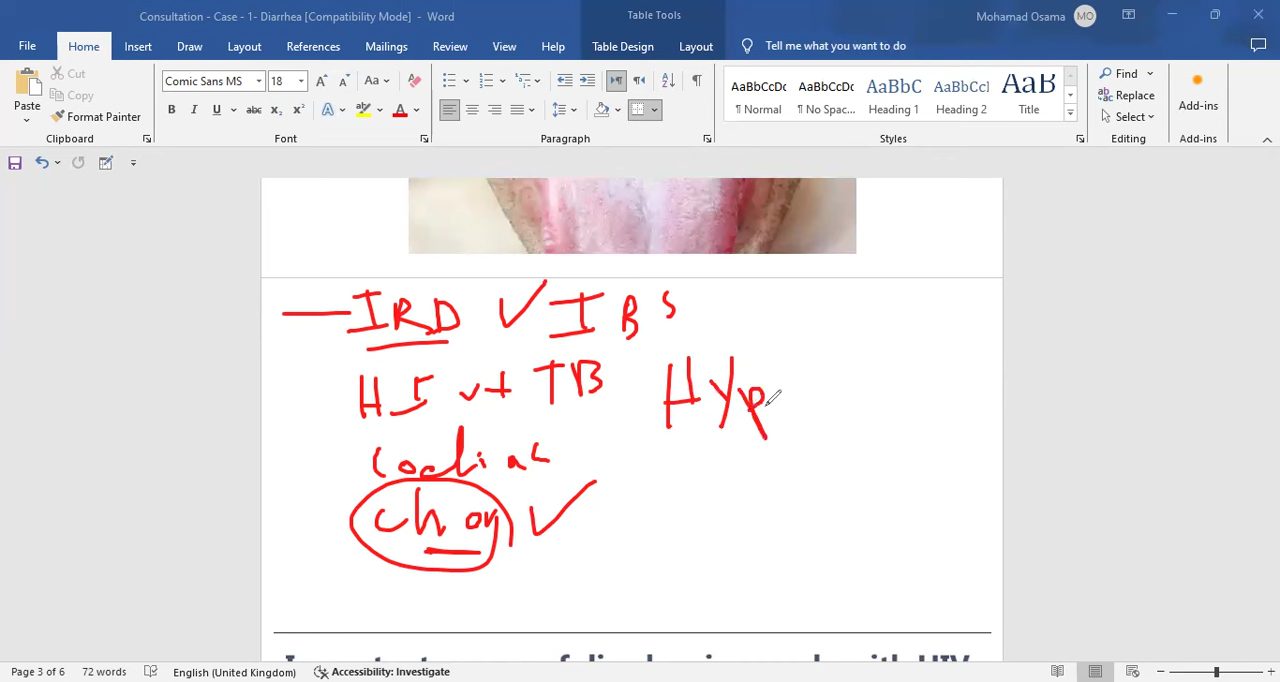 Consultation - Case - 1- Diarrhea [Compatibility Mode] - Word
Table Tools
Mohamad Osama
MO
File
Home
Insert
Draw
Layout
References
Mailings
Review
View
Help
Table Design
Layout
Tell me what you want to do
Paste
Cut
Copy
Format Painter
Clipboard
Comic Sans MS
18
Font
Paragraph
AaBbCcDc
AaBbCcDc
AaBbC
AaBbCcI
AaB
¶ Normal
¶ No Spac...
Heading 1
Heading 2
Title
Styles
Find
Replace
Select
Editing
Add-ins
Add-ins
IBS
TB
Hyp
Page 3 of 6
72 words
English (United Kingdom)
Accessibility: Investigate